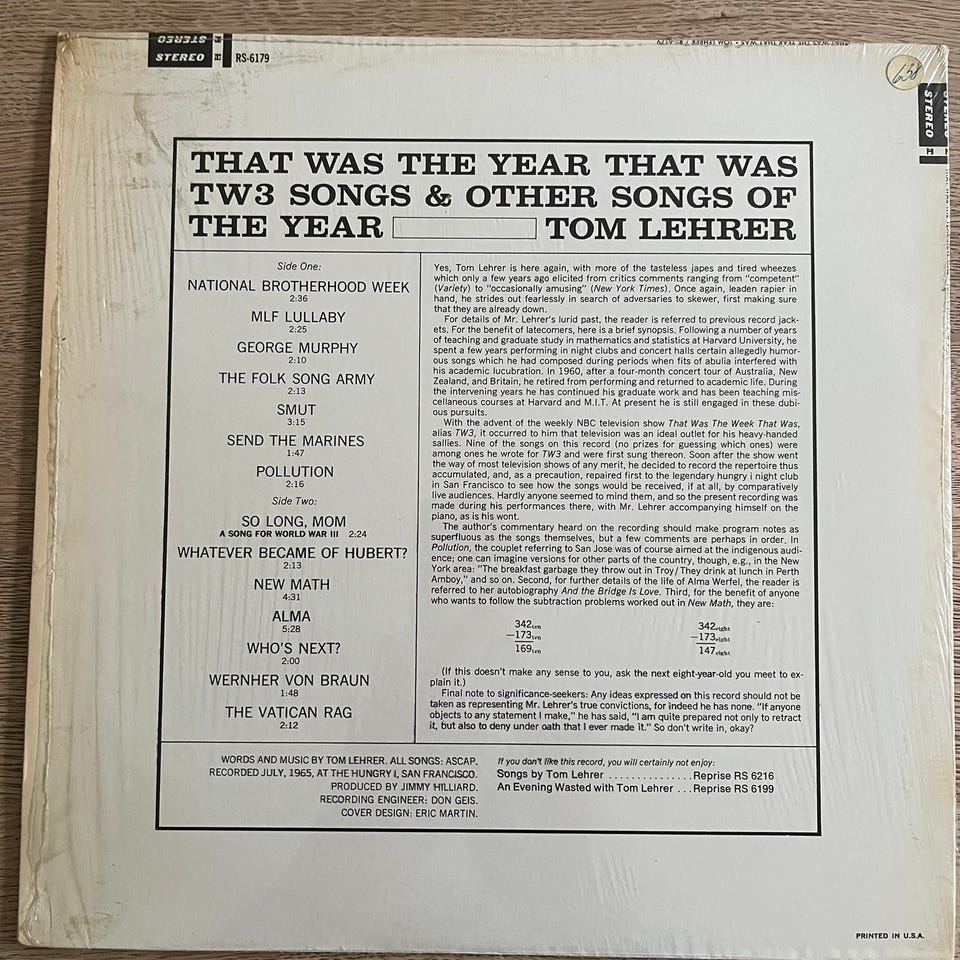 STEREO
RS-6179
638
STEREO
THAT WAS THE YEAR THAT WAS
TW3 SONGS & OTHER SONGS OF
THE YEAR TOM LEHRER
Side One:
NATIONAL BROTHERHOOD WEEK
2:36
MLF LULLABY
2:25
GEORGE MURPHY
2:10
THE FOLK SONG ARMY
2:13
SMUT
3:15
SEND THE MARINES
1:47
POLLUTION
2:16
Side Two:
SO LONG, MOM
A SONG FOR WORLD WAR III 2:24
WHATEVER BECAME OF HUBERT?
2:13
NEW MATH
4:31
ALMA
5:28
WHO'S NEXT?
2:00
WERNHER VON BRAUN
1:48
THE VATICAN RAG
2:12
Yes, Tom Lehrer is here again, with more of the tasteless japes and tired wheezes
which only a few years ago elicited from critics comments ranging from "competent"
(Variety) to "occasionally amusing" (New York Times). Once again, leaden rapier in
hand, he strides out fearlessly in search of adversaries to skewer, first making sure
that they are already down.
For details of Mr. Lehrer's lurid past, the reader is referred to previous record jack-
ets. For the benefit of latecomers, here is a brief synopsis. Following a number of years
of teaching and graduate study in mathematics and statistics at Harvard University, he
spent a few years performing in night clubs and concert halls certain allegedly humor-
ous songs which he had composed during periods when fits of abulia interfered with
his academic lucubration. In 1960, after a four-month concert tour of Australia, New
Zealand, and Britain, he retired from performing and returned to academic life. During
the intervening years he has continued his graduate work and has been teaching mis-
cellaneous courses at Harvard and M.I.T. At present he is still engaged in these dubi-
ous pursuits.
With the advent of the weekly NBC television show That Was The Week That Was,
alias TW3, it occurred to him that television was an ideal outlet for his heavy-handed
sallies. Nine of the songs on this record (no prizes for guessing which ones) were
among ones he wrote for TW3 and were first sung thereon. Soon after the show went
the way of most television shows of any merit, he decided to record the repertoire thus
accumulated, and, as a precaution, repaired first to the legendary hungry i night club
in San Francisco to see how the songs would be received, if at all, by comparatively
live audiences. Hardly anyone seemed to mind them, and so the present recording was
made during his performances there, with Mr. Lehrer accompanying himself on the
piano, as is his wont.
The author's commentary heard on the recording should make program notes as
superfluous as the songs themselves, but a few comments are perhaps in order. In
Pollution, the couplet referring to San Jose was of course aimed at the indigenous audi-
ence; one can imagine versions for other parts of the country, though, e.g., in the New
York area: "The breakfast garbage they throw out in Troy/They drink at lunch in Perth
Amboy," and so on. Second, for further details of the life of Alma Werfel, the reader is
referred to her autobiography And the Bridge Is Love. Third, for the benefit of anyone
who wants to follow the subtraction problems worked out in New Math, they are:
342ten 342eight
−173ten −173eight
169ten 147eight
(If this doesn't make any sense to you, ask the next eight-year-old you meet to ex-
plain it.)
Final note to significance-seekers: Any ideas expressed on this record should not be
taken as representing Mr. Lehrer's true convictions, for indeed he has none. "If anyone
objects to any statement I make," he has said, "I am quite prepared not only to retract
it, but also to deny under oath that I ever made it." So don't write in, okay?
WORDS AND MUSIC BY TOM LEHRER. ALL SONGS: ASCAP.
RECORDED JULY, 1965, AT THE HUNGRY I, SAN FRANCISCO.
PRODUCED BY JIMMY HILLIARD.
RECORDING ENGINEER: DON GEIS.
COVER DESIGN: ERIC MARTIN.
If you don't like this record, you will certainly not enjoy:
Songs by Tom Lehrer ............... Reprise RS 6216
An Evening Wasted with Tom Lehrer ... Reprise RS 6199
PRINTED IN U.S.A.